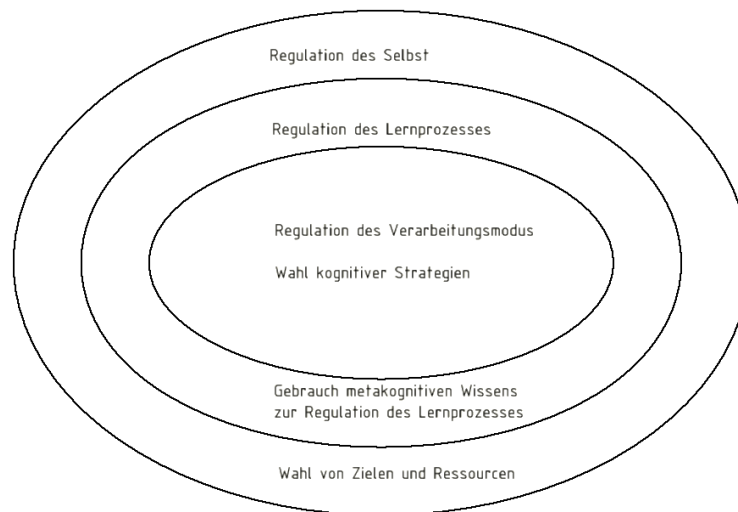 Regulation des Selbst
Regulation des Lernprozesses
Regulation des Verarbeitungsmodus
Wahl kognitiver Strategien
Gebrauch metakognitiven Wissens
zur Regulation des Lernprozesses
Wahl von Zielen und Ressourcen